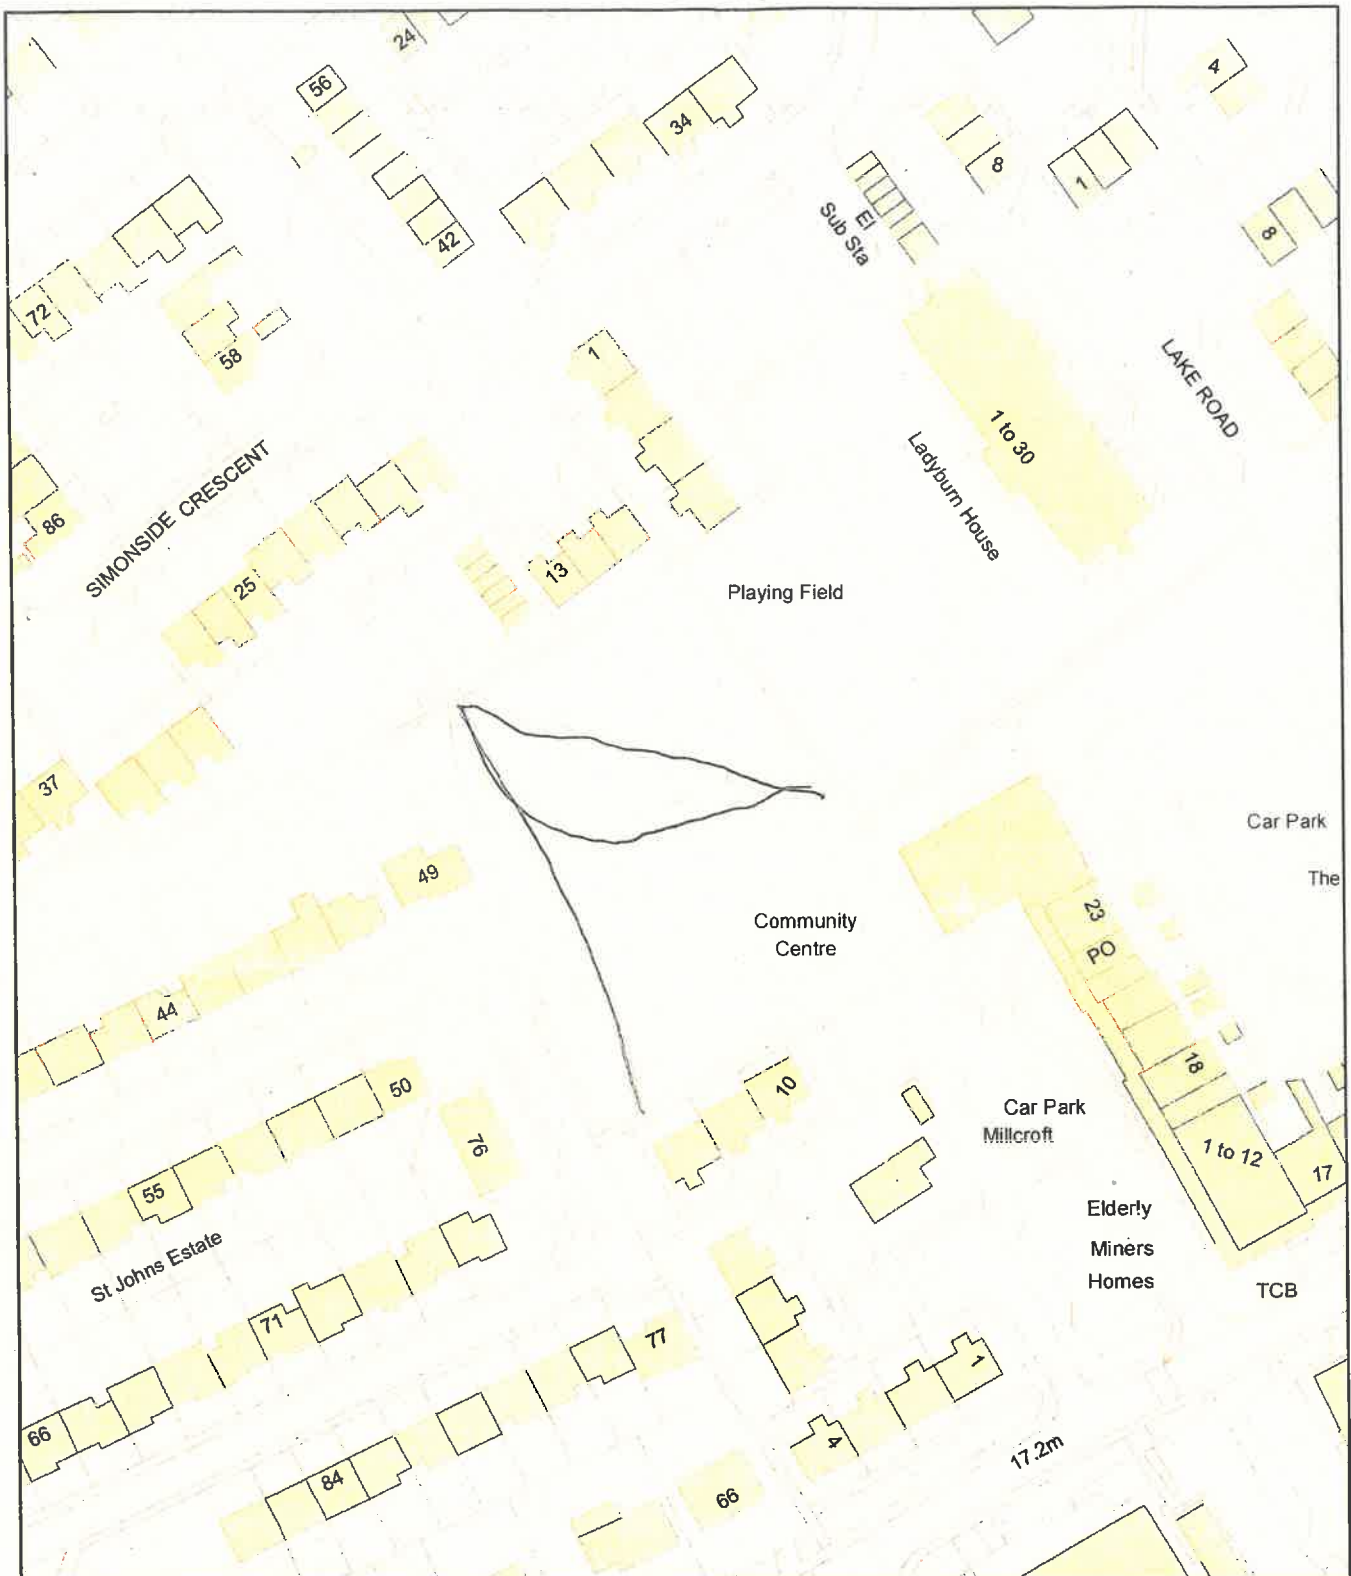 24
56
4
34
8
1
8
El
Sub Sta
42
72
58
1
LAKE ROAD
1 to 30
Ladyburn House
SIMONSIDE CRESCENT
86
25
13
Playing Field
37
Car Park
The
49
23
PO
Community
Centre
44
18
50
10
Car Park
Millcroft
76
1 to 12
17
55
Elderly
Miners
Homes
St Johns Estate
TCB
71
77
1
66
4
17.2m
84
66